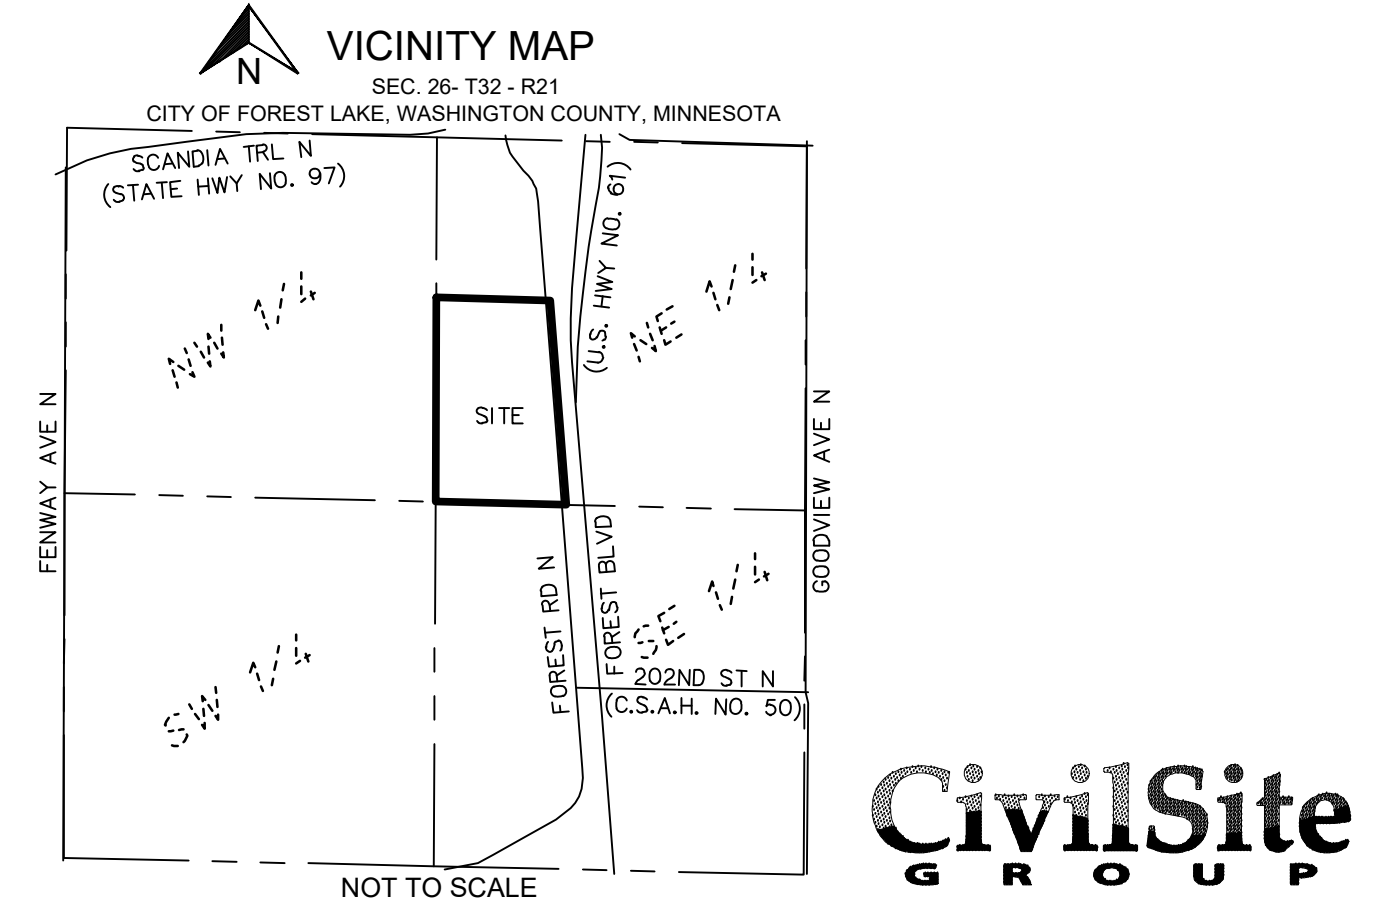 VICINITY MAP
N
SEC. 26- T32 - R21
CITY OF FOREST LAKE, WASHINGTON COUNTY, MINNESOTA
SCANDIA TRL N
(STATE HWY NO. 97)
(U.S. HWY NO. 61)
NW 1/4
NE 1/4
SITE
FENWAY AVE N
GOODVIEW AVE N
FOREST RD N
FOREST BLVD
SW 1/4
SE 1/4
202ND ST N
(C.S.A.H. NO. 50)
NOT TO SCALE
CivilSite
GROUP